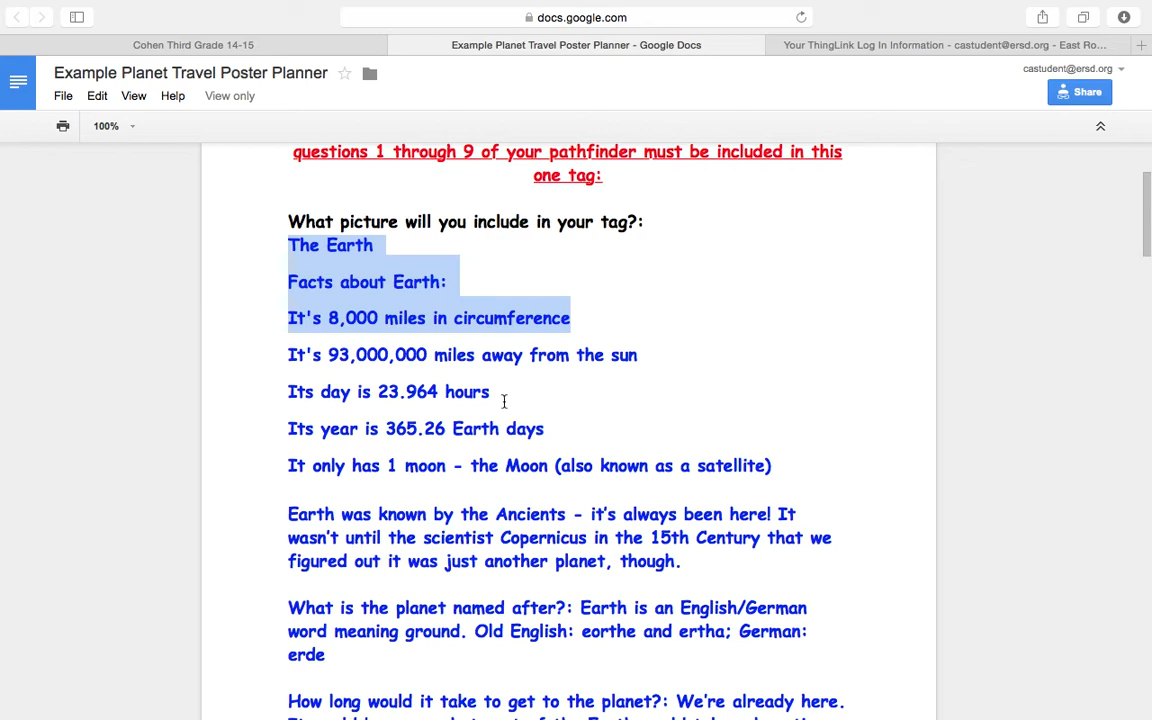 docs.google.com
Cohen Third Grade 14-15
Example Planet Travel Poster Planner - Google Docs
Your ThingLink Log In Information - castudent@ersd.org - East Ro...
Example Planet Travel Poster Planner
castudent@ersd.org
File Edit View Help View only
Share
100%
questions 1 through 9 of your pathfinder must be included in this
one tag:
What picture will you include in your tag?:
The Earth
Facts about Earth:
It's 8,000 miles in circumference
It's 93,000,000 miles away from the sun
Its day is 23.964 hours
Its year is 365.26 Earth days
It only has 1 moon - the Moon (also known as a satellite)
Earth was known by the Ancients - it's always been here! It
wasn't until the scientist Copernicus in the 15th Century that we
figured out it was just another planet, though.
What is the planet named after?: Earth is an English/German
word meaning ground. Old English: eorthe and ertha; German:
erde
How long would it take to get to the planet?: We're already here.